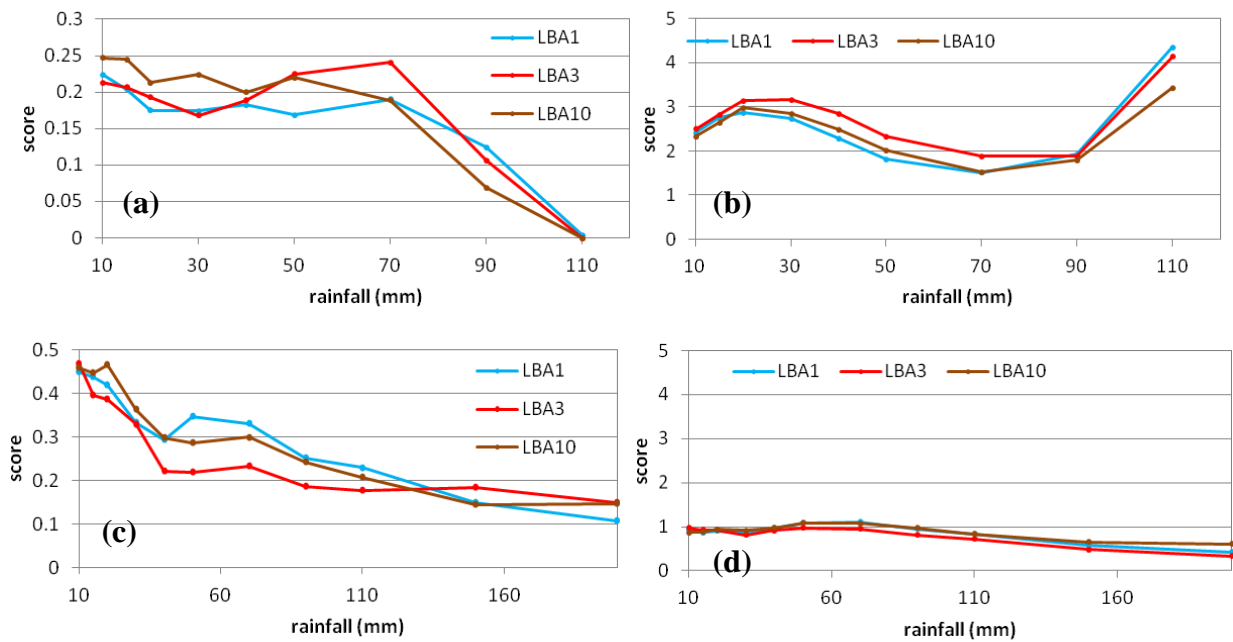 0.3
0.25
0.2
0.15
0.1
0.05
0
score
LBA1
LBA3
LBA10
(a)
10 30 50 70 90 110
rainfall (mm)
5
4
3
2
1
0
score
LBA1 LBA3 LBA10
(b)
10 30 50 70 90 110
rainfall (mm)
0.5
0.4
0.3
0.2
0.1
0
score
LBA1
LBA3
LBA10
(c)
10 60 110 160
rainfall (mm)
5
4
3
2
1
0
score
LBA1 LBA3 LBA10
(d)
10 60 110 160
rainfall (mm)